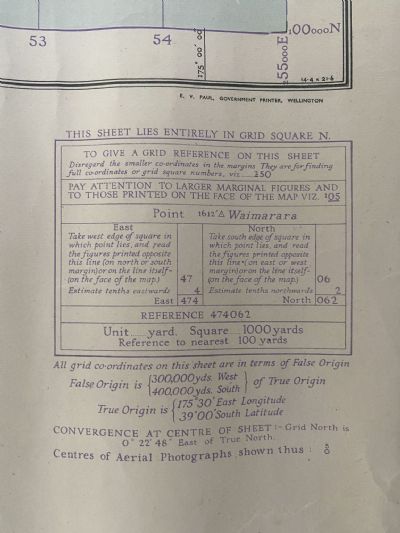 53
54
175° 00' 00"
55000E
100000N
14-4 x 21-6
E. V. PAUL, GOVERNMENT PRINTER, WELLINGTON
THIS SHEET LIES ENTIRELY IN GRID SQUARE N.
TO GIVE A GRID REFERENCE ON THIS SHEET
Disregard the smaller co-ordinates in the margins They are for finding
full co-ordinates or grid square numbers, viz. 250
PAY ATTENTION TO LARGER MARGINAL FIGURES AND
TO THOSE PRINTED ON THE FACE OF THE MAP VIZ. 105
Point 1612' △ Waimarara
East
Take west edge of square in
which point lies, and read
the figures printed opposite
this line (on north or south
margin) or on the line itself-
(on the face of the map.) 47
Estimate tenths eastwards 4
East 474
North
Take south edge of square in
which point lies, and read
the figures printed opposite
this line (on east or west
margin) or on the line itself-
(on the face of the map.) 06
Estimate tenths northwards 2
North 062
REFERENCE 474062
Unit yard. Square 1000 yards
Reference to nearest 100 yards
All grid co-ordinates on this sheet are in terms of False Origin
False Origin is {300,000 yds. West
400,000 yds. South} of True Origin
True Origin is {175° 30' East Longitude
39° 00' South Latitude
CONVERGENCE AT CENTRE OF SHEET :- Grid North is
0° 22' 48" East of True North.
Centres of Aerial Photographs shown thus :